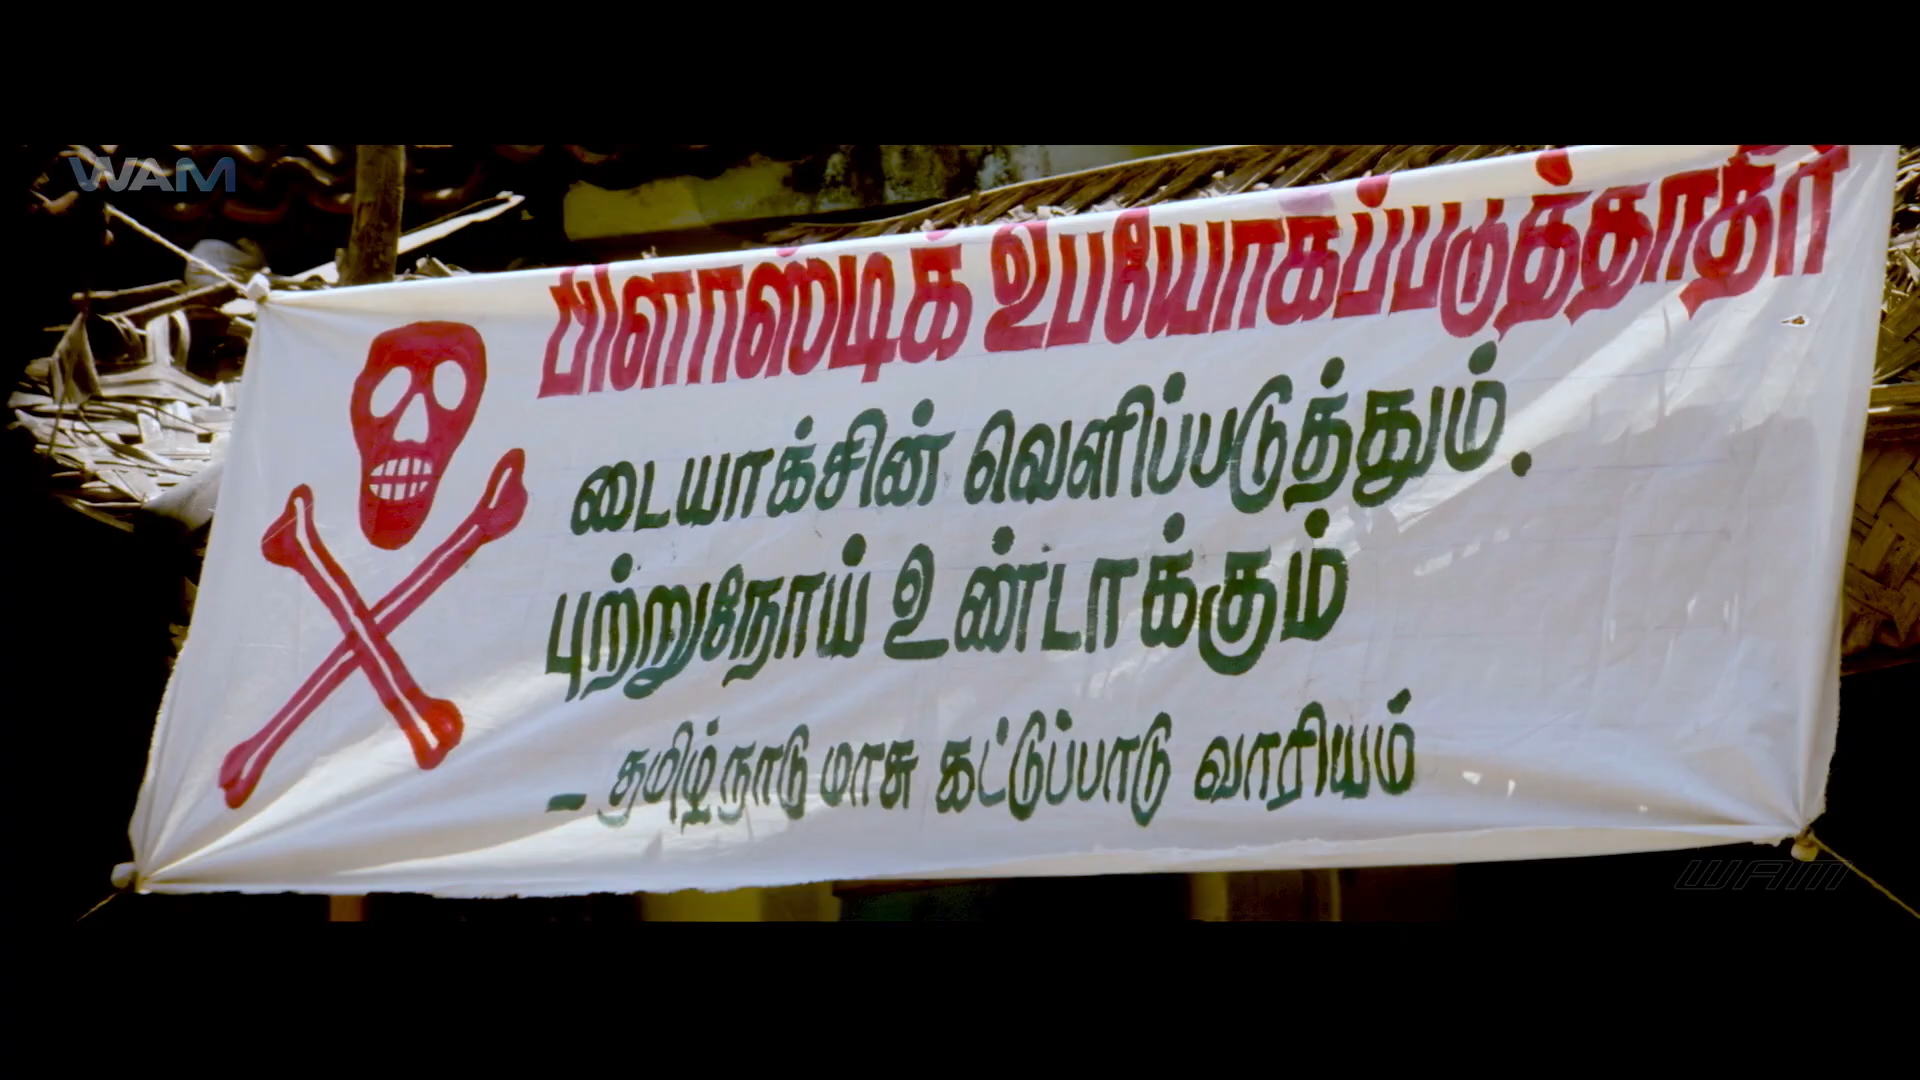 WAM
பிளாஸ்டிக் உபயோகப்படுத்தாதீர்
டையாக்சின் வெளிப்படுத்தும்.
புற்றுநோய் உண்டாக்கும்
– தமிழ்நாடு மாசு கட்டுப்பாடு வாரியம்
WAM